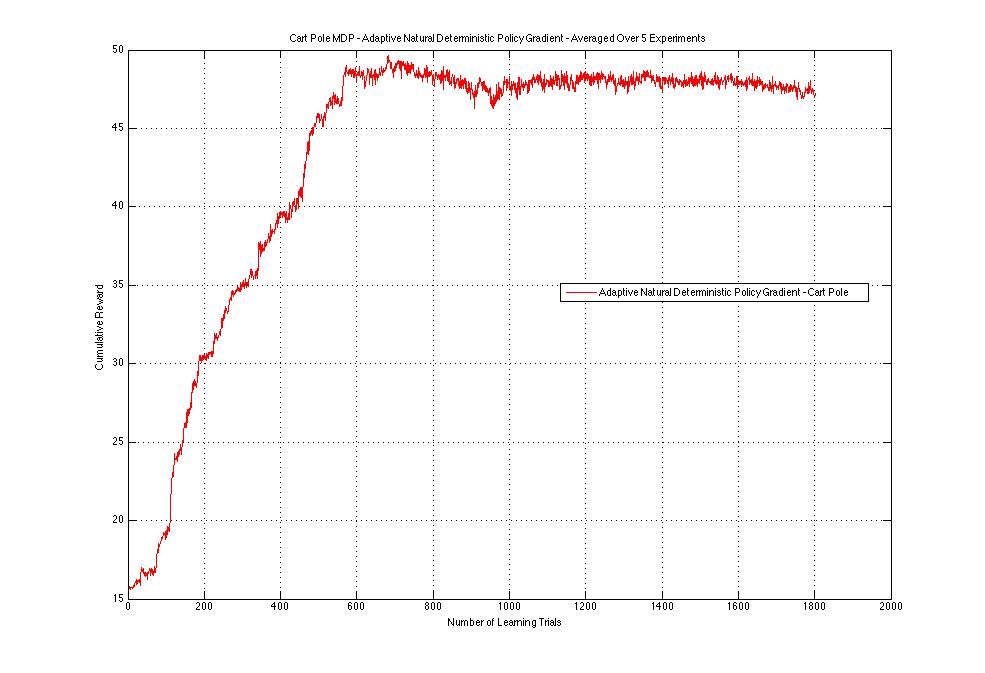 Cart Pole MDP - Adaptive Natural Deterministic Policy Gradient - Averaged Over 5 Experiments
50
45
40
35
30
25
20
15
Cumulative Reward
Adaptive Natural Deterministic Policy Gradient - Cart Pole
0 200 400 600 800 1000 1200 1400 1600 1800 2000
Number of Learning Trials